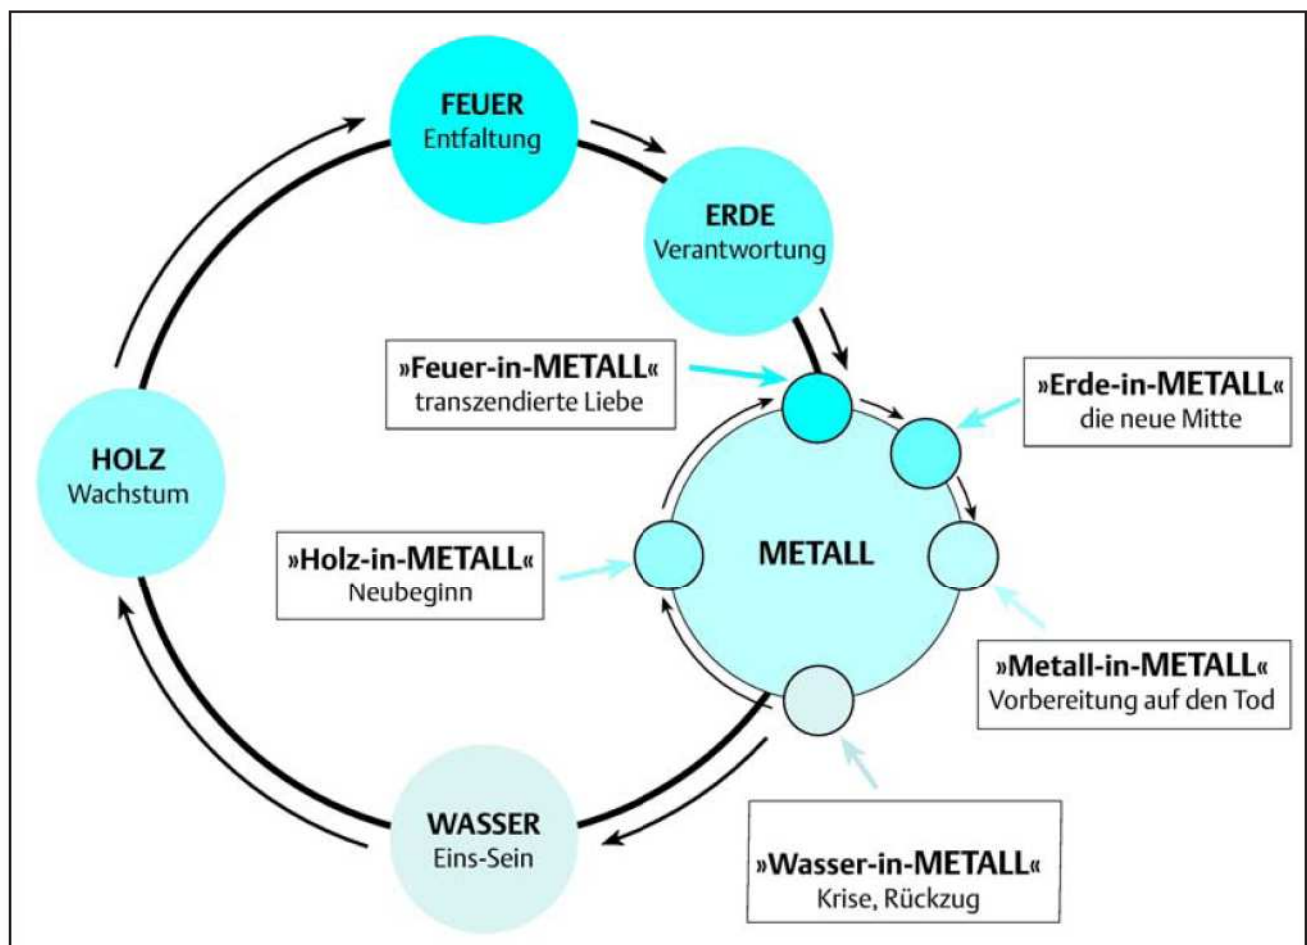 FEUER
Entfaltung
ERDE
Verantwortung
»Feuer-in-METALL«
transzendierte Liebe
»Erde-in-METALL«
die neue Mitte
HOLZ
Wachstum
»Holz-in-METALL«
Neubeginn
METALL
»Metall-in-METALL«
Vorbereitung auf den Tod
WASSER
Eins-Sein
»Wasser-in-METALL«
Krise, Rückzug